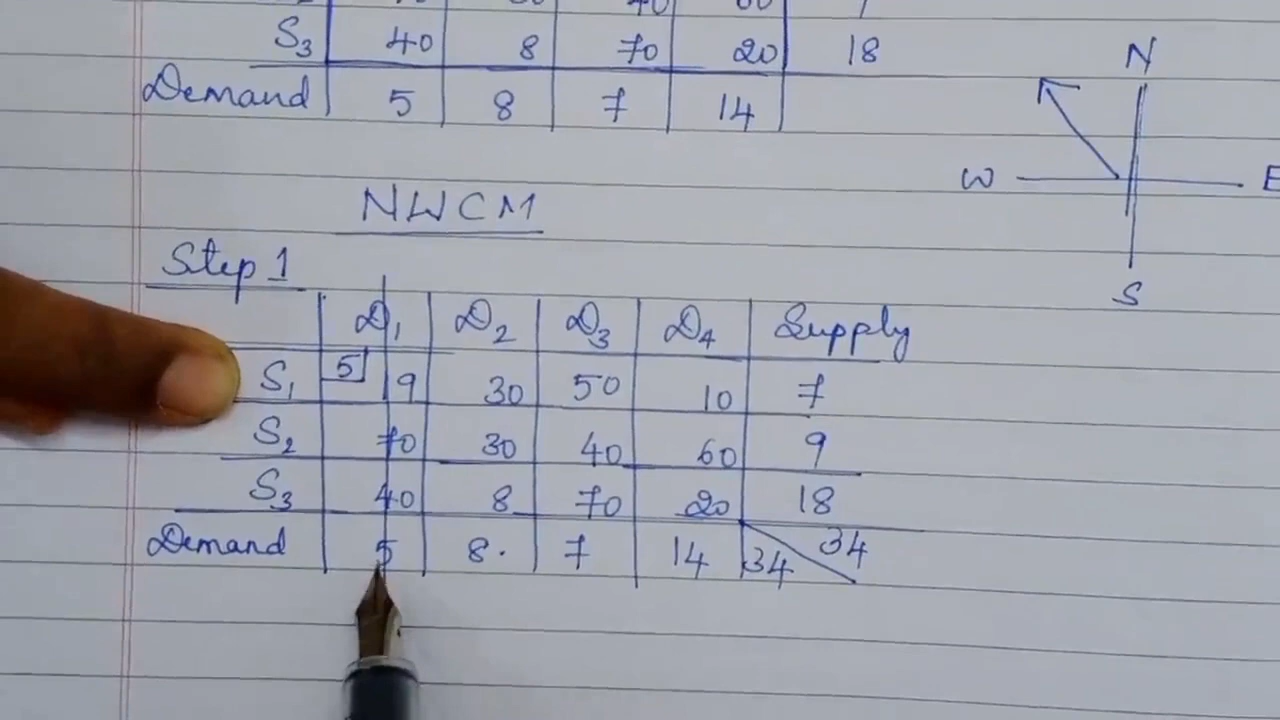 S3 40 8 70 20 18
Demand 5 8 7 14
N
W E
S
NWCM
Step 1
D1 D2 D3 D4 Supply
S1 5 9 30 50 10 7
S2 70 30 40 60 9
S3 40 8 70 20 18
Demand 5 8. 7 14 34 34